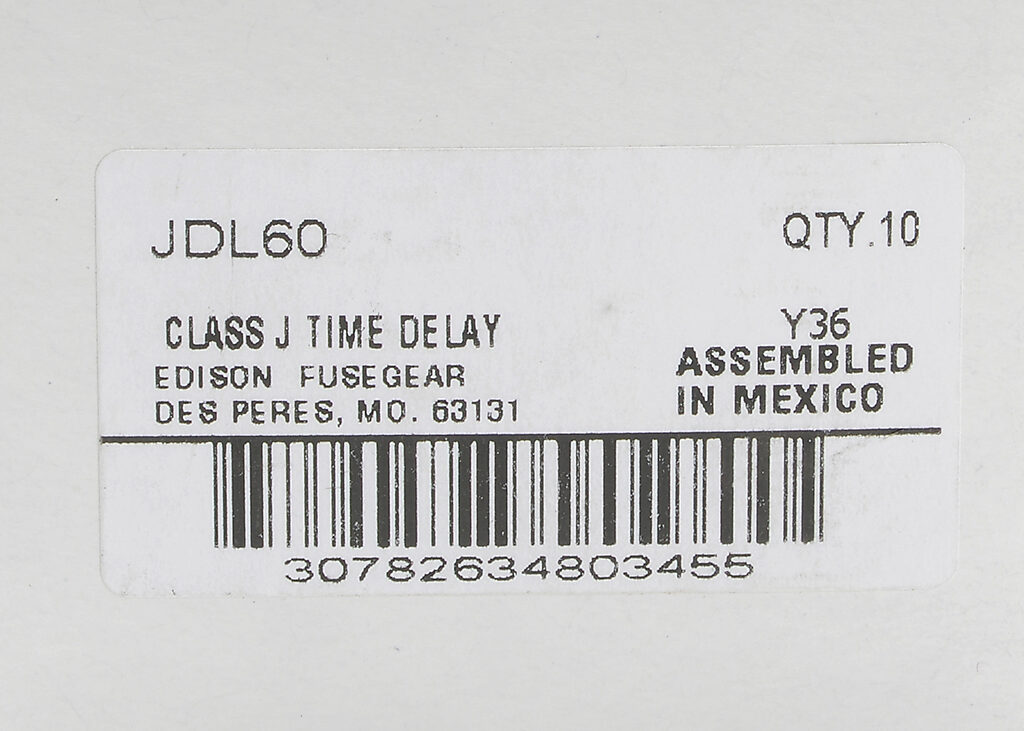 JDL60 QTY.10
CLASS J TIME DELAY Y36
EDISON FUSEGEAR ASSEMBLED
DES PERES, MO. 63131 IN MEXICO
30782634803455